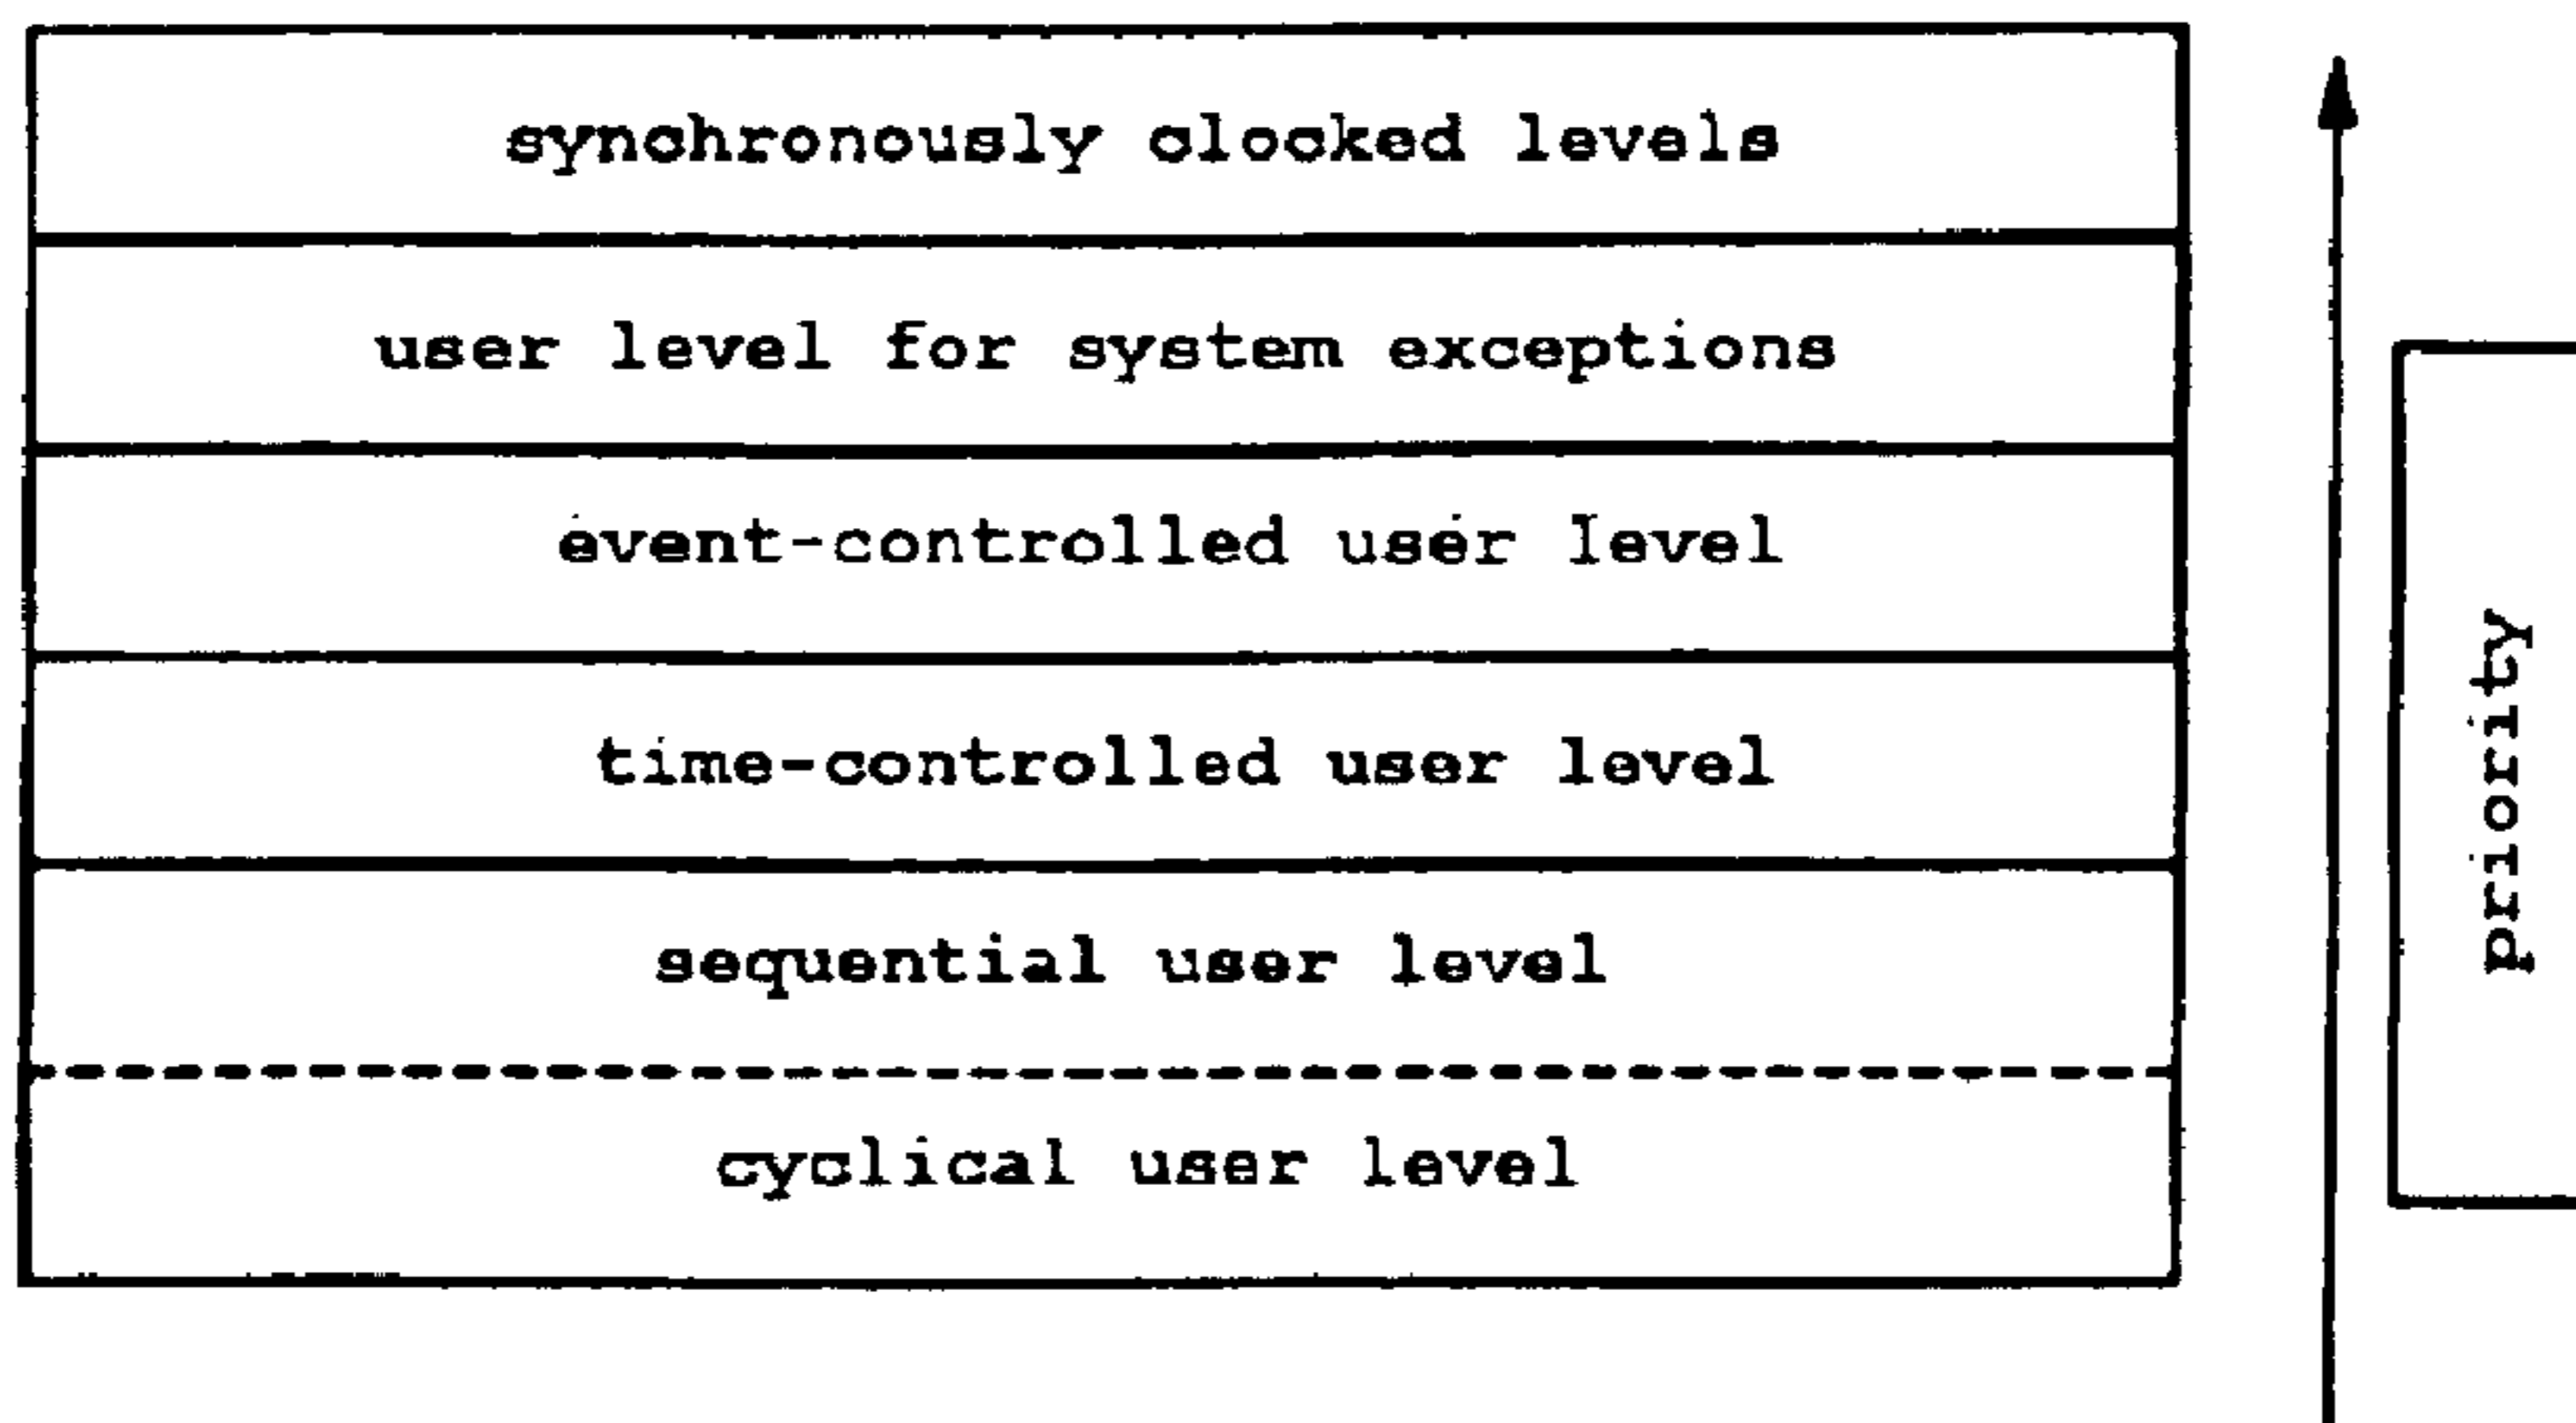 synchronously clocked levels
user level for system exceptions
event-controlled user level
time-controlled user level
sequential user level
cyclical user level
priority